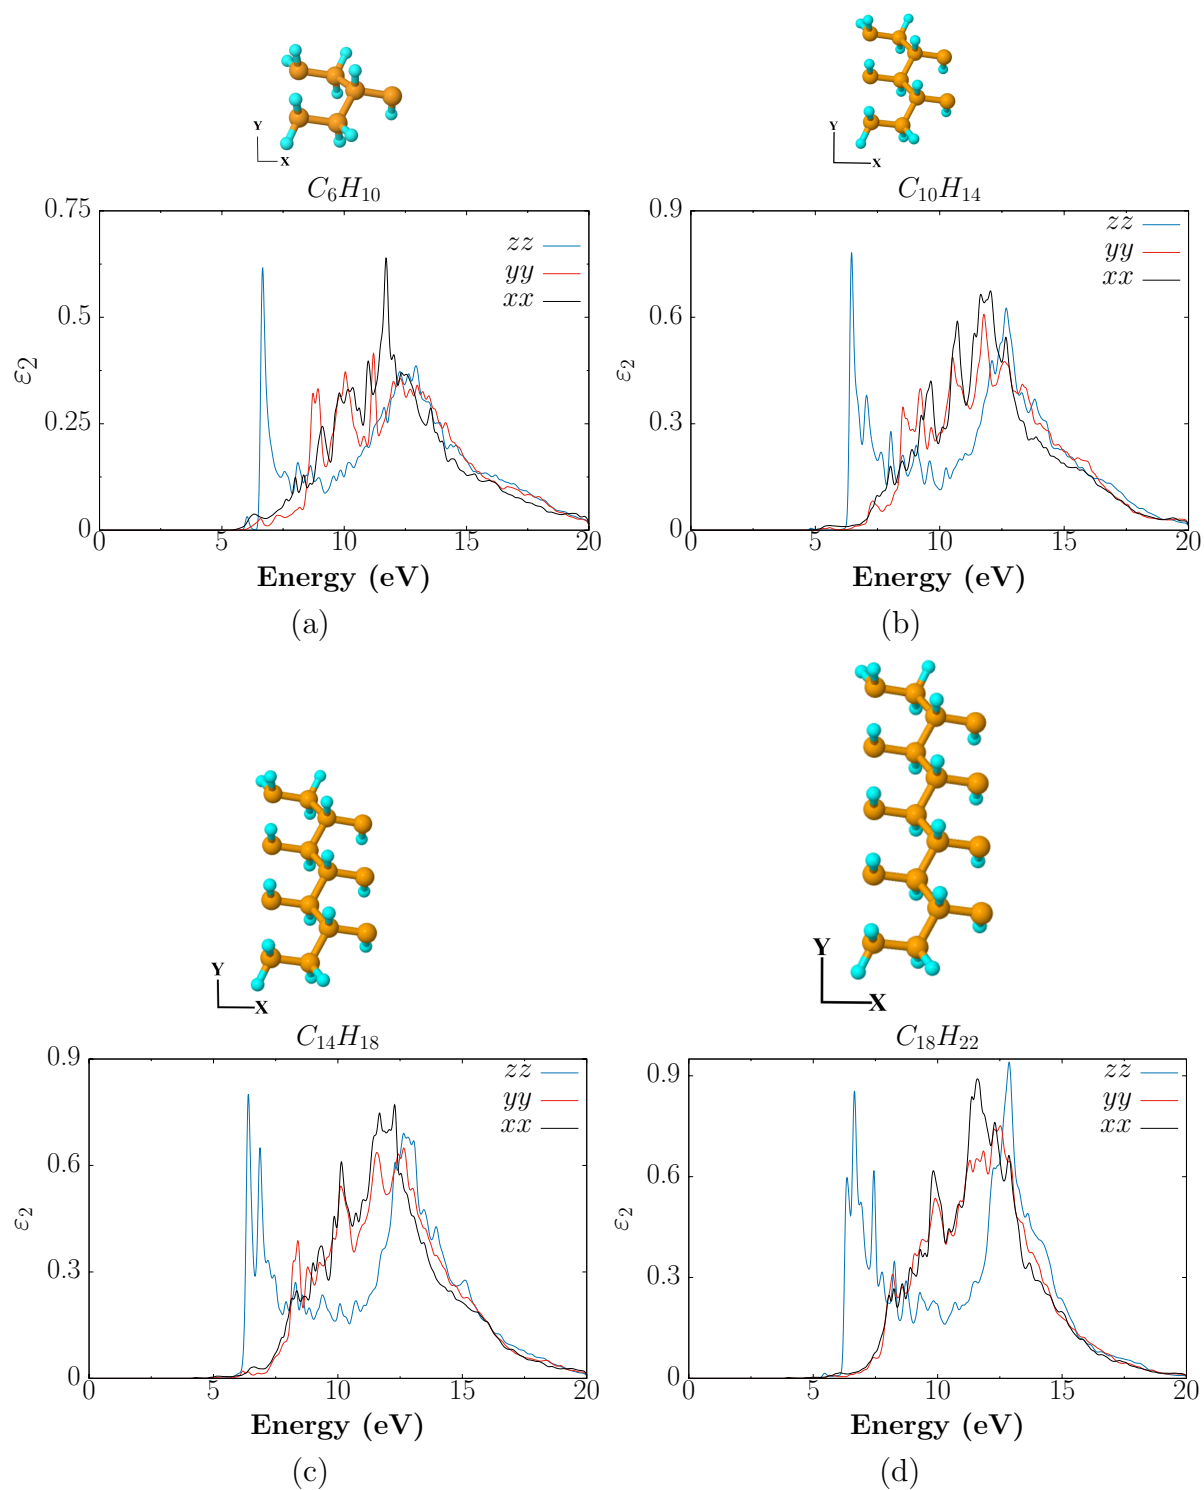 Y
X
C₆H₁₀
0.75
0.5
0.25
0
ε₂
zz
yy
xx
0 5 10 15 20
Energy (eV)
(a)
Y
X
C₁₀H₁₄
0.9
0.6
0.3
0
ε₂
zz
yy
xx
0 5 10 15 20
Energy (eV)
(b)
Y
X
C₁₄H₁₈
0.9
0.6
0.3
0
ε₂
zz
yy
xx
0 5 10 15 20
Energy (eV)
(c)
Y
X
C₁₈H₂₂
0.9
0.6
0.3
0
ε₂
zz
yy
xx
0 5 10 15 20
Energy (eV)
(d)